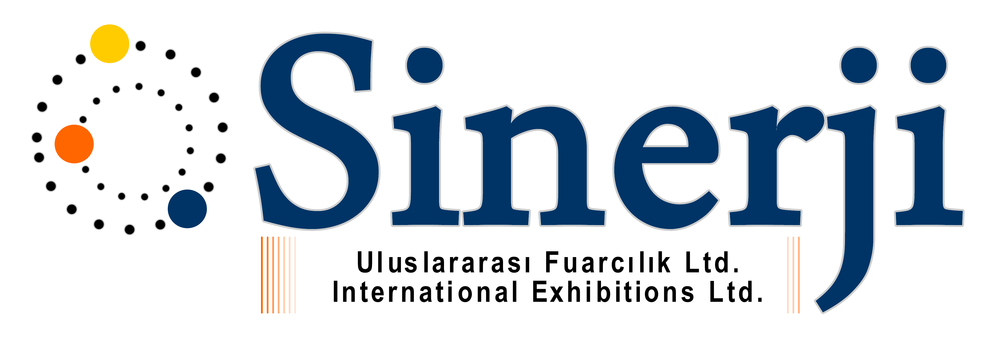 Sinerji
Uluslararası Fuarcılık Ltd.
International Exhibitions Ltd.